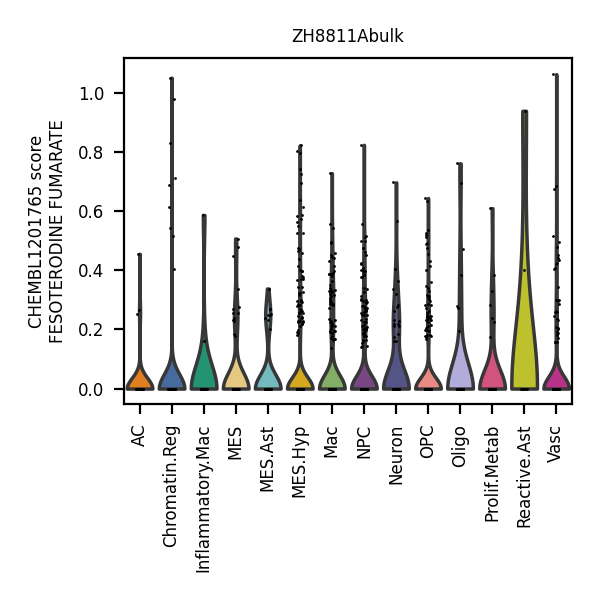 ZH8811Abulk
CHEMBL1201765 score
FESOTERODINE FUMARATE
1.0
0.8
0.6
0.4
0.2
0.0
AC
Chromatin.Reg
Inflammatory.Mac
MES
MES.Ast
MES.Hyp
Mac
NPC
Neuron
OPC
Oligo
Prolif.Metab
Reactive.Ast
Vasc